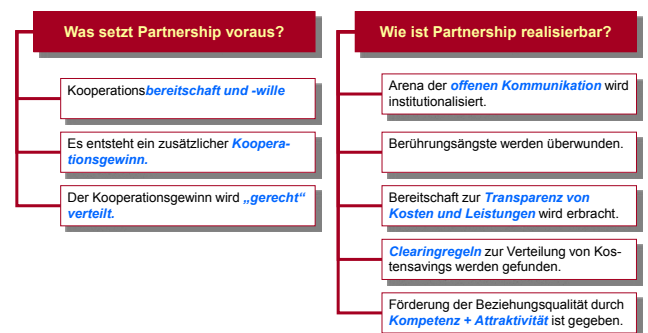 Was setzt Partnership voraus?
Kooperationsbereitschaft und -wille
Es entsteht ein zusätzlicher Koopera-
tionsgewinn.
Der Kooperationsgewinn wird „gerecht“
verteilt.
Wie ist Partnership realisierbar?
Arena der offenen Kommunikation wird
institutionalisiert.
Berührungsängste werden überwunden.
Bereitschaft zur Transparenz von
Kosten und Leistungen wird erbracht.
Clearingregeln zur Verteilung von Kos-
tensavings werden gefunden.
Förderung der Beziehungsqualität durch
Kompetenz + Attraktivität ist gegeben.